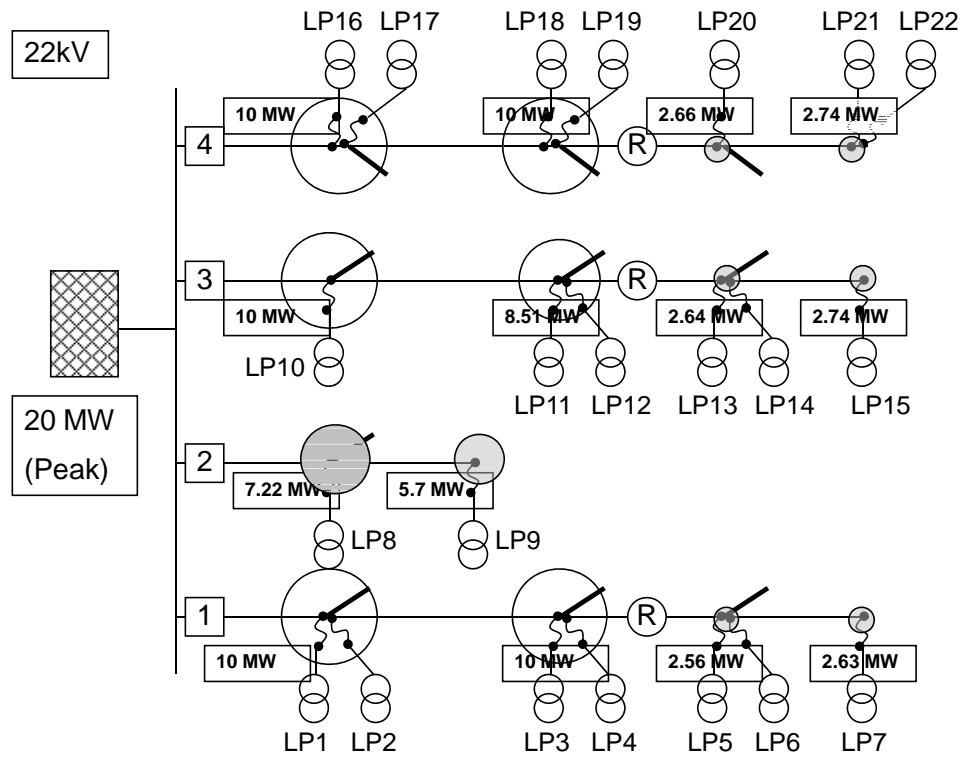 LP16 LP17 LP18 LP19 LP20 LP21 LP22
22kV
10 MW 10 MW 2.66 MW 2.74 MW
4 R
3 R
10 MW 8.51 MW 2.64 MW 2.74 MW
LP10
LP11 LP12 LP13 LP14 LP15
20 MW
(Peak)
2
7.22 MW 5.7 MW
LP8 LP9
1 R
10 MW 10 MW 2.56 MW 2.63 MW
LP1 LP2 LP3 LP4 LP5 LP6 LP7